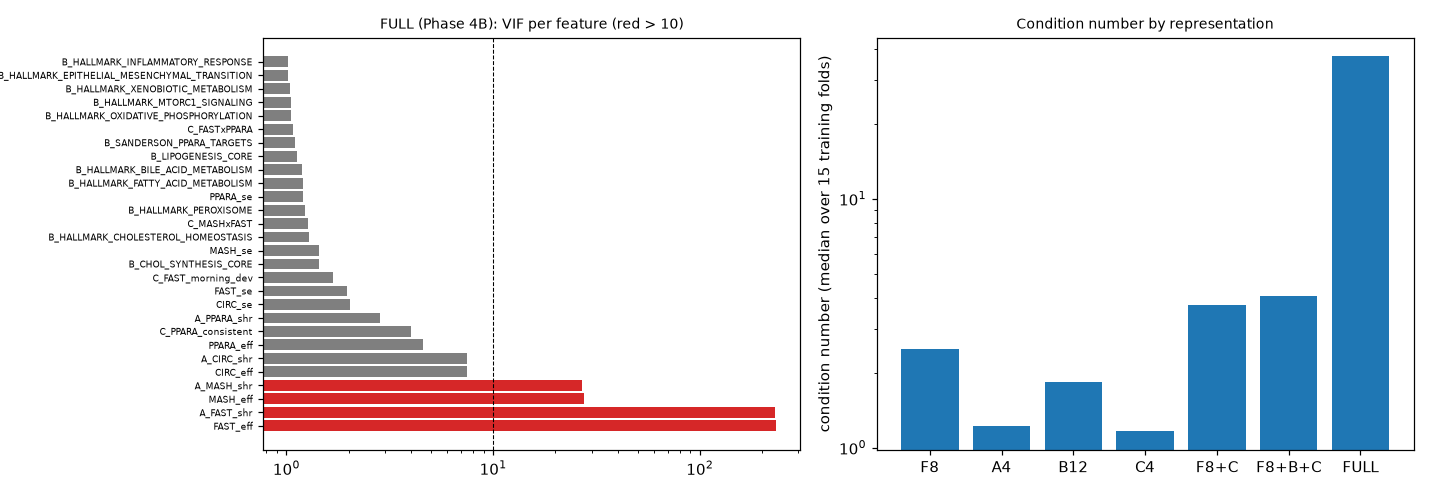 FULL (Phase 4B): VIF per feature (red > 10)
B_HALLMARK_INFLAMMATORY_RESPONSE
B_HALLMARK_EPITHELIAL_MESENCHYMAL_TRANSITION
B_HALLMARK_XENOBIOTIC_METABOLISM
B_HALLMARK_MTORC1_SIGNALING
B_HALLMARK_OXIDATIVE_PHOSPHORYLATION
C_FASTxPPARA
B_SANDERSON_PPARA_TARGETS
B_LIPOGENESIS_CORE
B_HALLMARK_BILE_ACID_METABOLISM
B_HALLMARK_FATTY_ACID_METABOLISM
PPARA_se
B_HALLMARK_PEROXISOME
C_MASHxFAST
B_HALLMARK_CHOLESTEROL_HOMEOSTASIS
MASH_se
B_CHOL_SYNTHESIS_CORE
C_FAST_morning_dev
FAST_se
CIRC_se
A_PPARA_shr
C_PPARA_consistent
PPARA_eff
A_CIRC_shr
CIRC_eff
A_MASH_shr
MASH_eff
A_FAST_shr
FAST_eff
10⁰ 10¹ 10²
Condition number by representation
condition number (median over 15 training folds)
10¹
10⁰
F8 A4 B12 C4 F8+C F8+B+C FULL